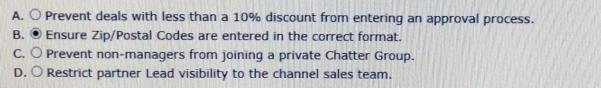 A. Prevent deals with less than a 10% discount from entering an approval process.
B. Ensure Zip/Postal Codes are entered in the correct format.
C. Prevent non-managers from joining a private Chatter Group.
D. Restrict partner Lead visibility to the channel sales team.